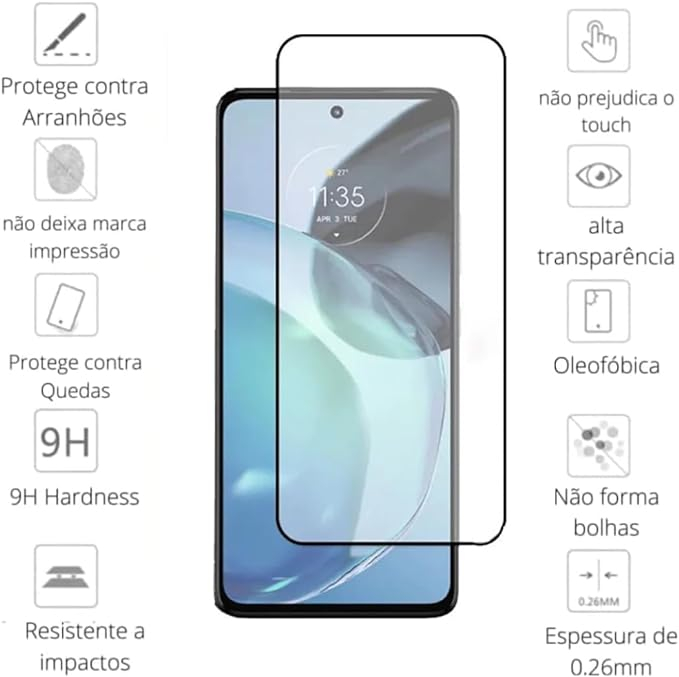 Protege contra
Arranhões
não deixa marca
impressão
Protege contra
Quedas
9H
9H Hardness
Resistente a
impactos
27°
11:35
APR 3 TUE
não prejudica o
touch
alta
transparência
Oleofóbica
Não forma
bolhas
0.26MM
Espessura de
0.26mm